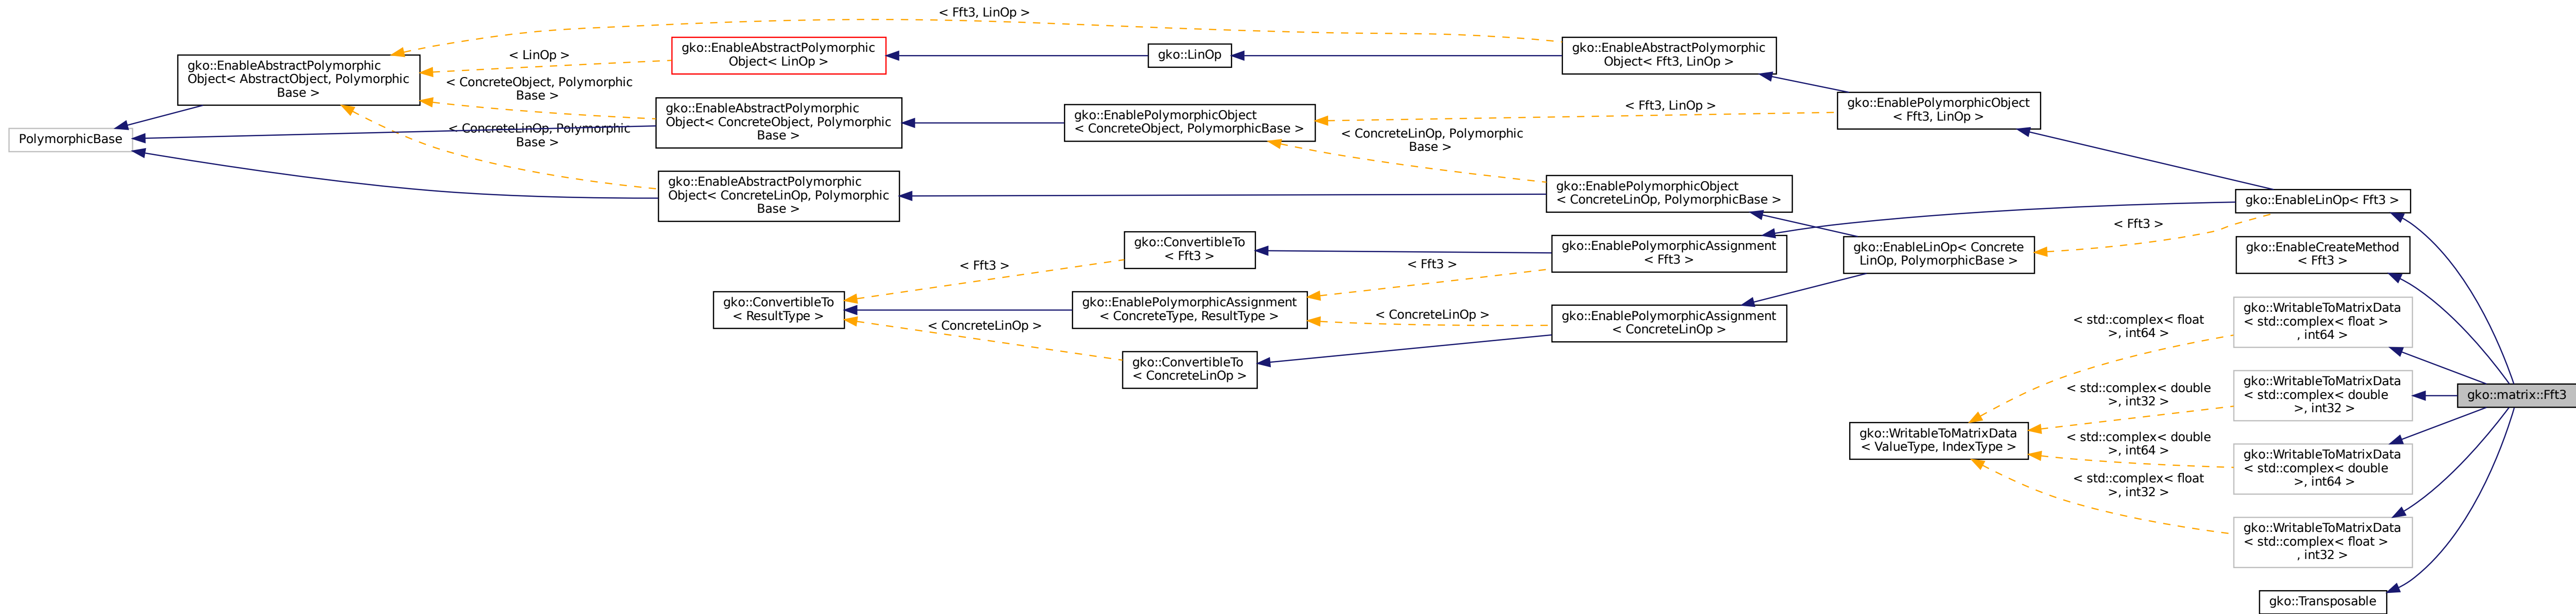 < Fft3, LinOp >
gko::EnableAbstractPolymorphic
Object< AbstractObject, Polymorphic
Base >
< LinOp >
gko::EnableAbstractPolymorphic
Object< LinOp >
gko::LinOp
gko::EnableAbstractPolymorphic
Object< Fft3, LinOp >
< ConcreteObject, Polymorphic
Base >
gko::EnableAbstractPolymorphic
Object< ConcreteObject, Polymorphic
Base >
gko::EnablePolymorphicObject
< ConcreteObject, PolymorphicBase >
< Fft3, LinOp >
gko::EnablePolymorphicObject
< Fft3, LinOp >
PolymorphicBase
< ConcreteLinOp, Polymorphic
Base >
< ConcreteLinOp, Polymorphic
Base >
gko::EnableAbstractPolymorphic
Object< ConcreteLinOp, Polymorphic
Base >
gko::EnablePolymorphicObject
< ConcreteLinOp, PolymorphicBase >
gko::EnableLinOp< Fft3 >
< Fft3 >
gko::ConvertibleTo
< Fft3 >
gko::EnablePolymorphicAssignment
< Fft3 >
gko::EnableLinOp< Concrete
LinOp, PolymorphicBase >
gko::EnableCreateMethod
< Fft3 >
< Fft3 >
< Fft3 >
gko::ConvertibleTo
< ResultType >
gko::EnablePolymorphicAssignment
< ConcreteType, ResultType >
< ConcreteLinOp >
< ConcreteLinOp >
gko::EnablePolymorphicAssignment
< ConcreteLinOp >
gko::ConvertibleTo
< ConcreteLinOp >
< std::complex< float
>, int64 >
gko::WritableToMatrixData
< std::complex< float >
, int64 >
< std::complex< double
>, int32 >
gko::WritableToMatrixData
< std::complex< double
>, int32 >
gko::matrix::Fft3
gko::WritableToMatrixData
< ValueType, IndexType >
< std::complex< double
>, int64 >
gko::WritableToMatrixData
< std::complex< double
>, int64 >
< std::complex< float
>, int32 >
gko::WritableToMatrixData
< std::complex< float >
, int32 >
gko::Transposable